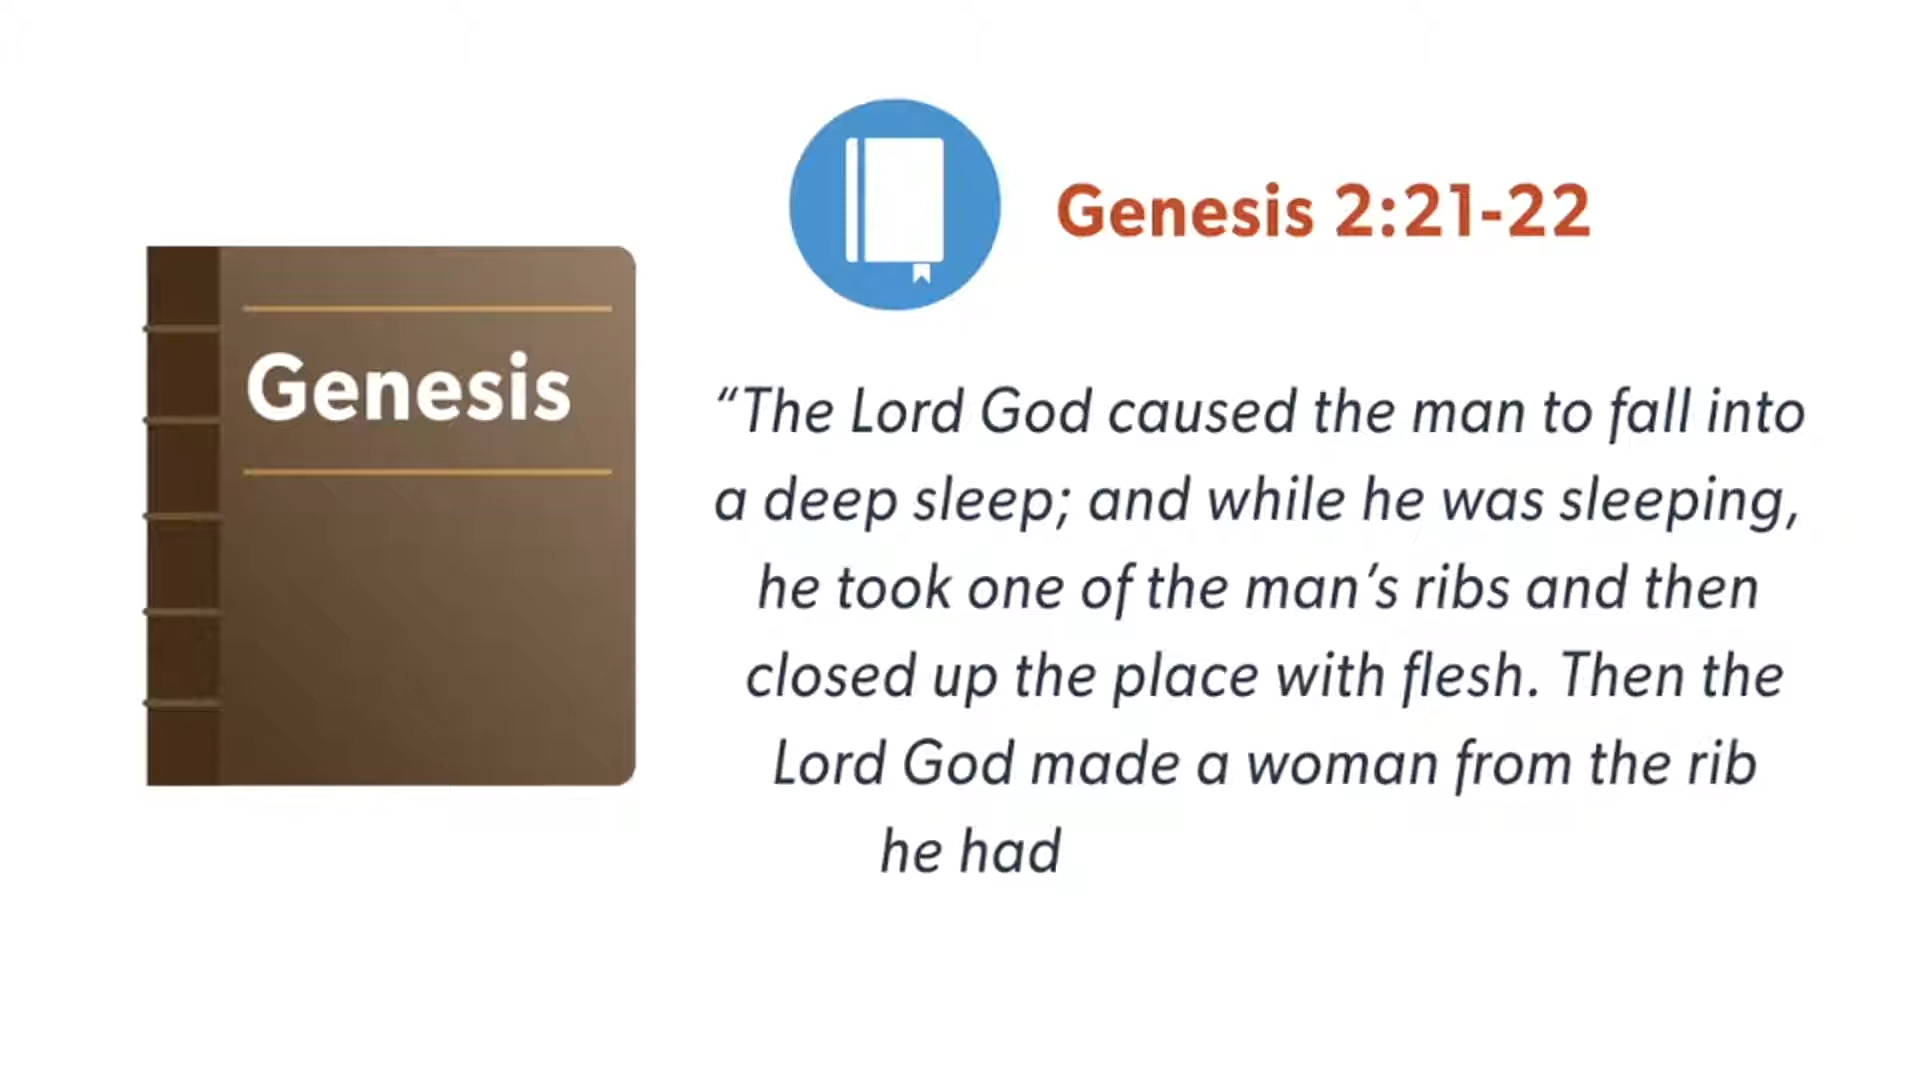 Genesis
Genesis 2:21-22
“The Lord God caused the man to fall into
a deep sleep; and while he was sleeping,
he took one of the man’s ribs and then
closed up the place with flesh. Then the
Lord God made a woman from the rib
he had